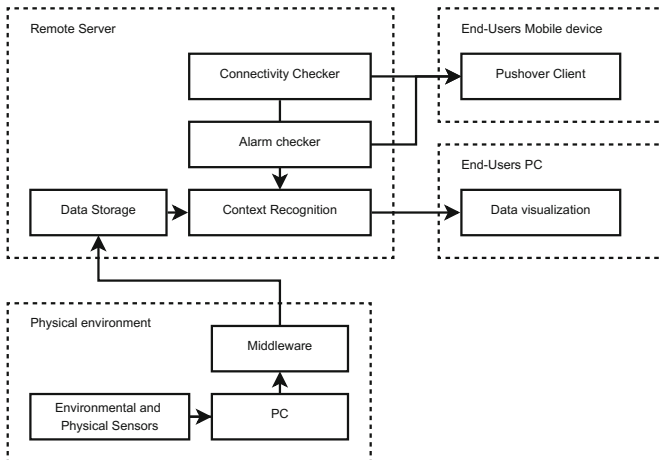 Remote Server
End-Users Mobile device
Connectivity Checker
Pushover Client
Alarm checker
End-Users PC
Data Storage
Context Recognition
Data visualization
Physical environment
Middleware
Environmental and
Physical Sensors
PC